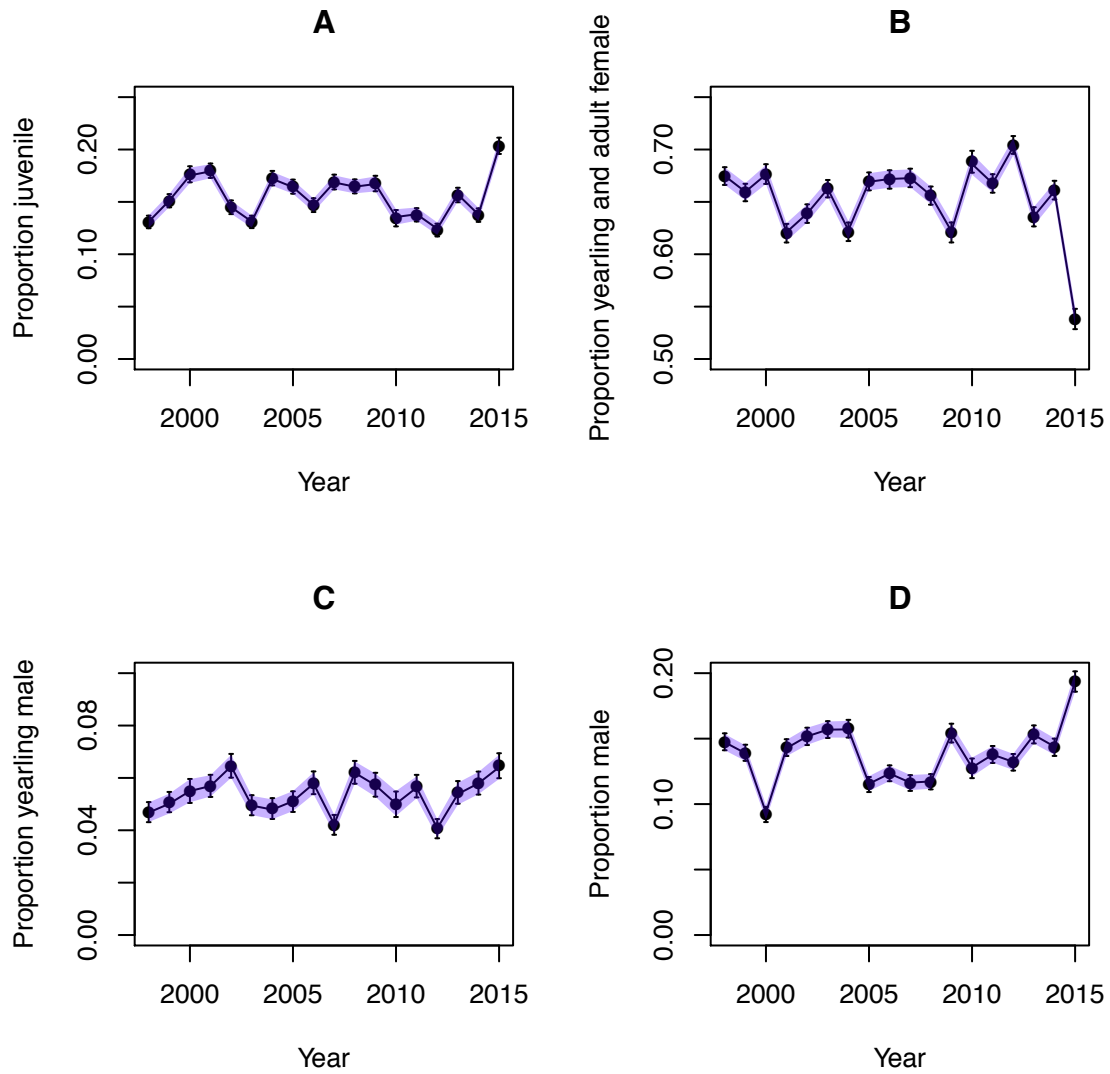 A
Proportion juvenile
0.00 0.10 0.20
2000 2005 2010 2015
Year
B
Proportion yearling and adult female
0.50 0.60 0.70
2000 2005 2010 2015
Year
C
Proportion yearling male
0.00 0.04 0.08
2000 2005 2010 2015
Year
D
Proportion male
0.00 0.10 0.20
2000 2005 2010 2015
Year